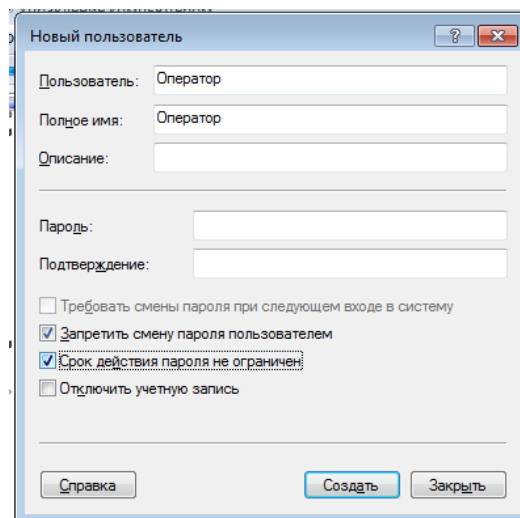 Новый пользователь
Пользователь: Оператор
Полное имя: Оператор
Описание:
Пароль:
Подтверждение:
Требовать смены пароля при следующем входе в систему
Запретить смену пароля пользователем
Срок действия пароля не ограничен
Отключить учетную запись
Справка Создать Закрыть